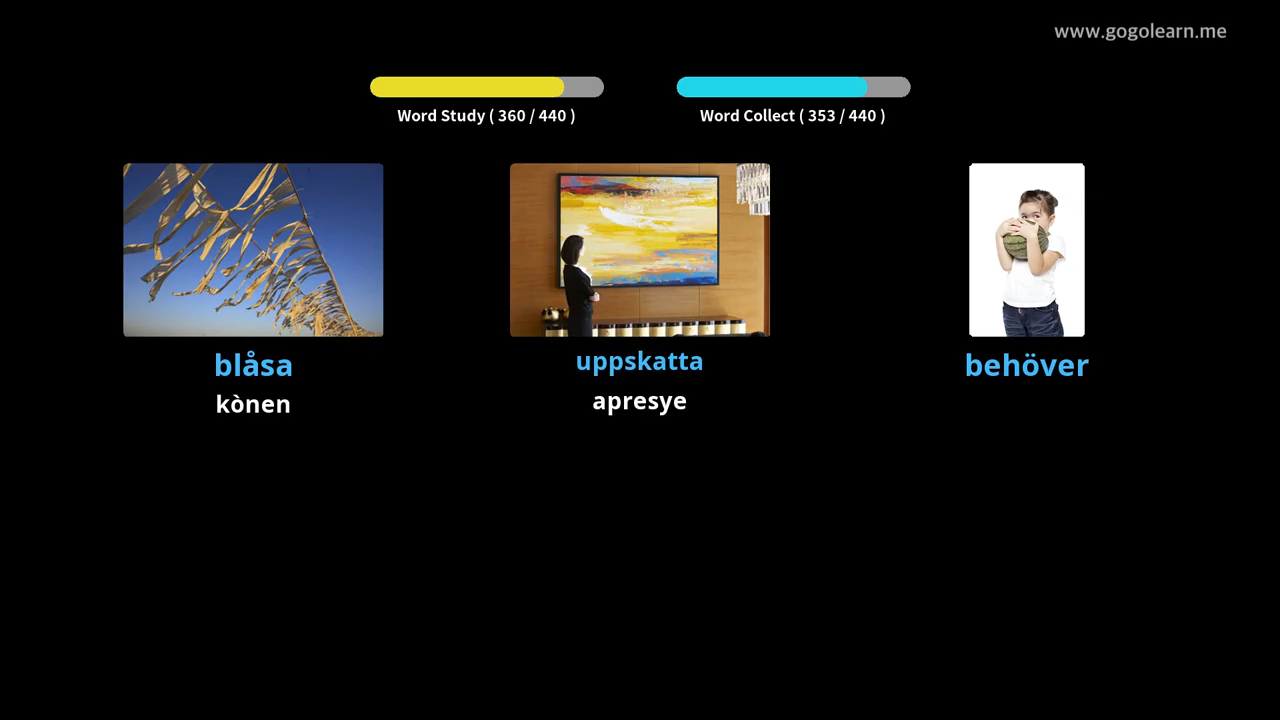 www.gogolearn.me
Word Study ( 360 / 440 )
Word Collect ( 353 / 440 )
blåsa
kònen
uppskatta
apresye
behöver